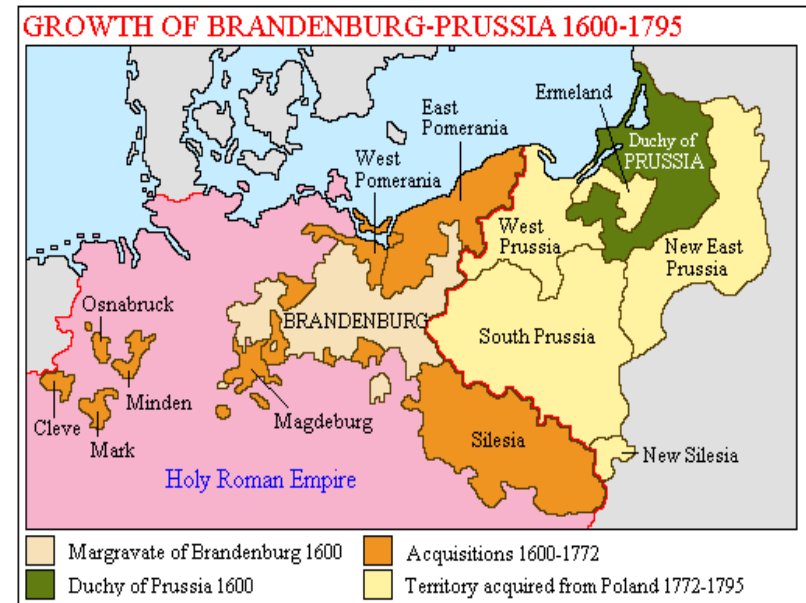 GROWTH OF BRANDENBURG-PRUSSIA 1600-1795
Ermeland
East
Pomerania
West
Pomerania
Duchy of
PRUSSIA
West
Prussia
New East
Prussia
Osnabruck
BRANDENBURG
South Prussia
Minden
Magdeburg
Cleve
Mark
Silesia
New Silesia
Holy Roman Empire
Margravate of Brandenburg 1600
Acquisitions 1600-1772
Duchy of Prussia 1600
Territory acquired from Poland 1772-1795